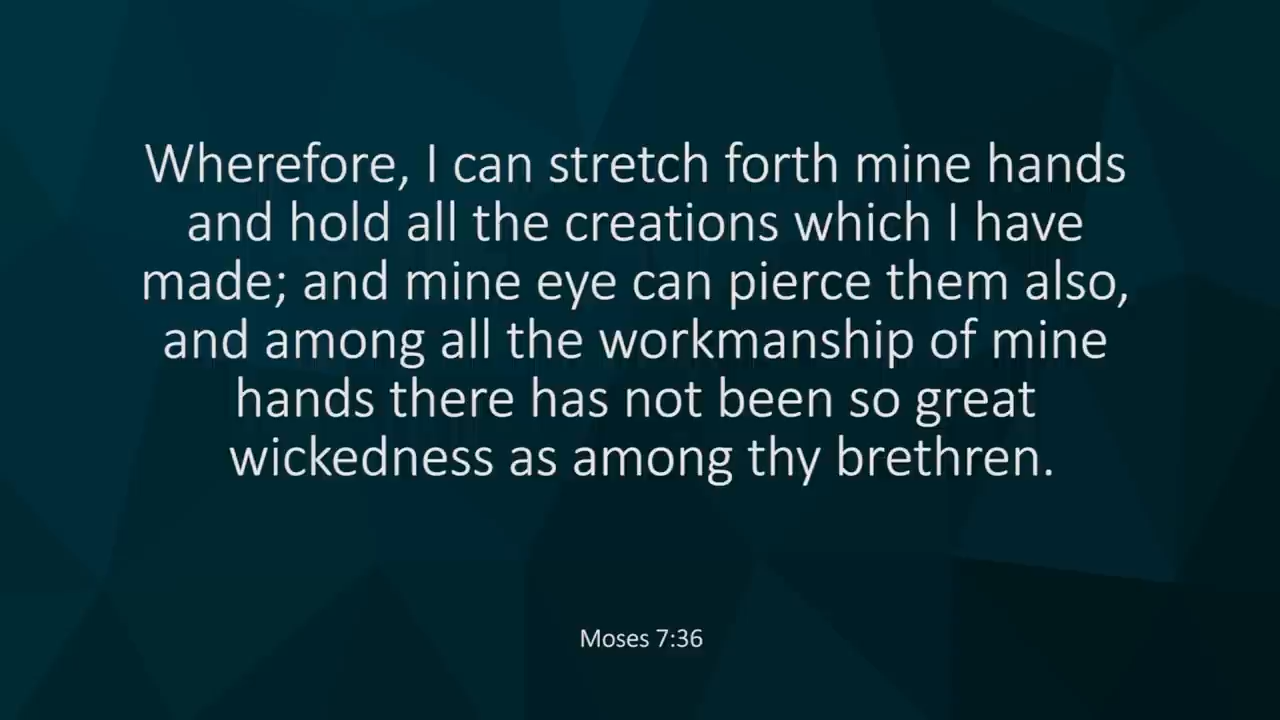 Wherefore, I can stretch forth mine hands
and hold all the creations which I have
made; and mine eye can pierce them also,
and among all the workmanship of mine
hands there has not been so great
wickedness as among thy brethren.
Moses 7:36